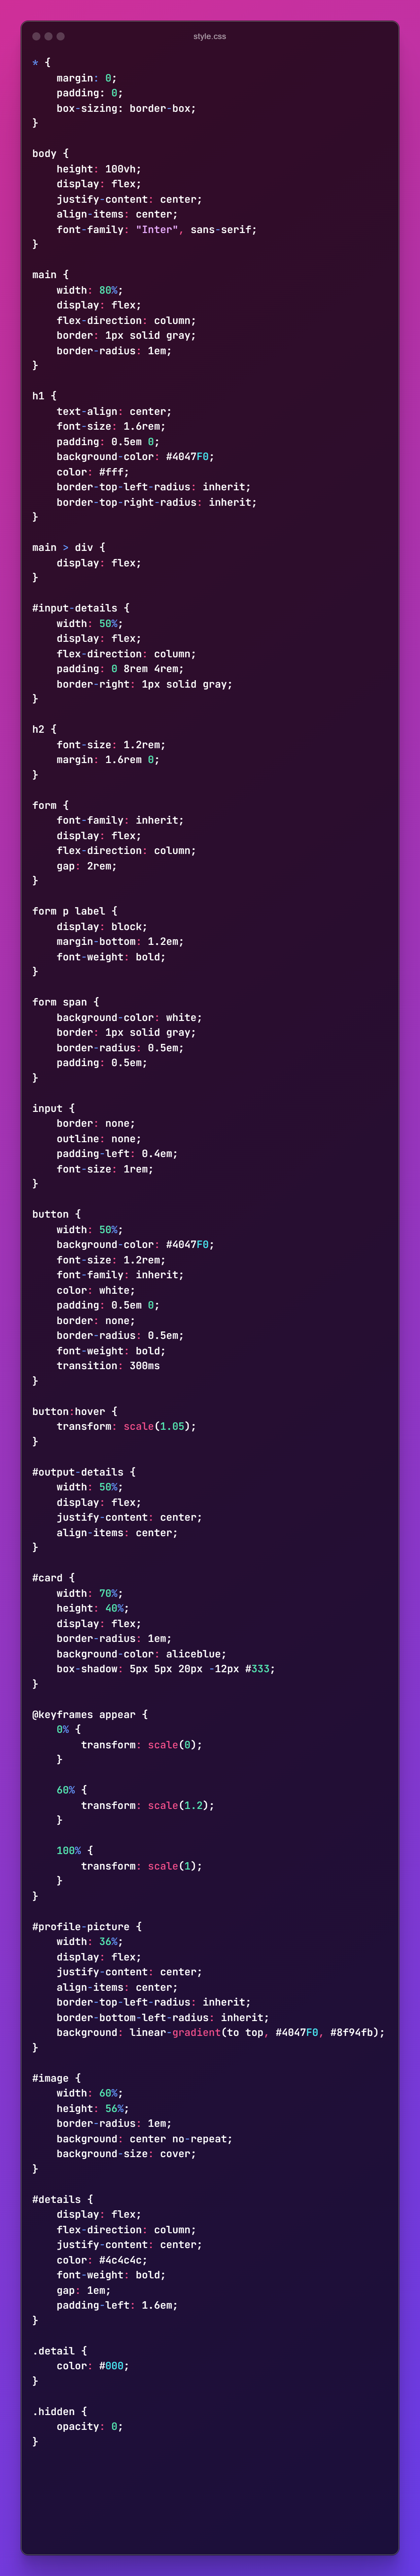 style.css
* {
    margin: 0;
    padding: 0;
    box-sizing: border-box;
}

body {
    height: 100vh;
    display: flex;
    justify-content: center;
    align-items: center;
    font-family: "Inter", sans-serif;
}

main {
    width: 80%;
    display: flex;
    flex-direction: column;
    border: 1px solid gray;
    border-radius: 1em;
}

h1 {
    text-align: center;
    font-size: 1.6rem;
    padding: 0.5em 0;
    background-color: #4047F0;
    color: #fff;
    border-top-left-radius: inherit;
    border-top-right-radius: inherit;
}

main > div {
    display: flex;
}

#input-details {
    width: 50%;
    display: flex;
    flex-direction: column;
    padding: 0 8rem 4rem;
    border-right: 1px solid gray;
}

h2 {
    font-size: 1.2rem;
    margin: 1.6rem 0;
}

form {
    font-family: inherit;
    display: flex;
    flex-direction: column;
    gap: 2rem;
}

form p label {
    display: block;
    margin-bottom: 1.2em;
    font-weight: bold;
}

form span {
    background-color: white;
    border: 1px solid gray;
    border-radius: 0.5em;
    padding: 0.5em;
}

input {
    border: none;
    outline: none;
    padding-left: 0.4em;
    font-size: 1rem;
}

button {
    width: 50%;
    background-color: #4047F0;
    font-size: 1.2rem;
    font-family: inherit;
    color: white;
    padding: 0.5em 0;
    border: none;
    border-radius: 0.5em;
    font-weight: bold;
    transition: 300ms
}

button:hover {
    transform: scale(1.05);
}

#output-details {
    width: 50%;
    display: flex;
    justify-content: center;
    align-items: center;
}

#card {
    width: 70%;
    height: 40%;
    display: flex;
    border-radius: 1em;
    background-color: aliceblue;
    box-shadow: 5px 5px 20px -12px #333;
}

@keyframes appear {
    0% {
        transform: scale(0);
    }

    60% {
        transform: scale(1.2);
    }

    100% {
        transform: scale(1);
    }
}

#profile-picture {
    width: 36%;
    display: flex;
    justify-content: center;
    align-items: center;
    border-top-left-radius: inherit;
    border-bottom-left-radius: inherit;
    background: linear-gradient(to top, #4047F0, #8f94fb);
}

#image {
    width: 60%;
    height: 56%;
    border-radius: 1em;
    background: center no-repeat;
    background-size: cover;
}

#details {
    display: flex;
    flex-direction: column;
    justify-content: center;
    color: #4c4c4c;
    font-weight: bold;
    gap: 1em;
    padding-left: 1.6em;
}

.detail {
    color: #000;
}

.hidden {
    opacity: 0;
}